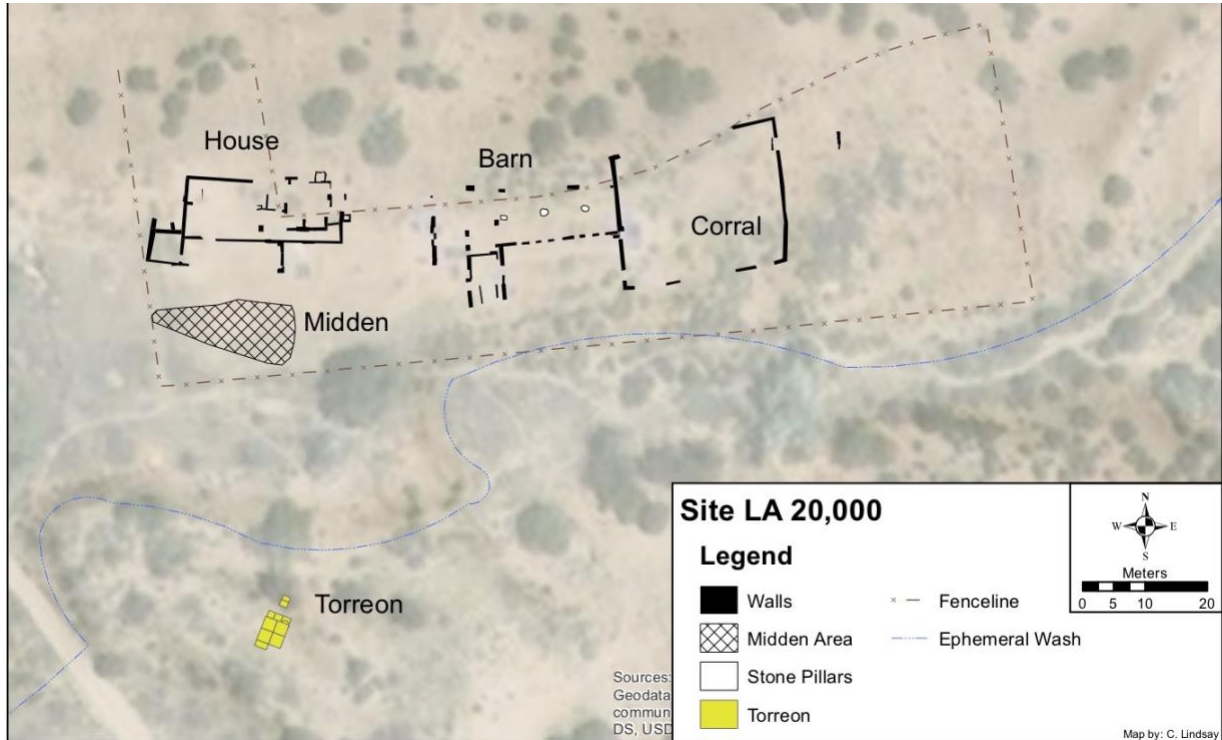 House
Barn
Corral
Midden
Torreon
Site LA 20,000
Legend
Walls
Midden Area
Stone Pillars
Torreon
Fenceline
Ephemeral Wash
N
W E
S
Meters
0 5 10 20
Sources:
Geodata
commun
DS, USD
Map by: C. Lindsay